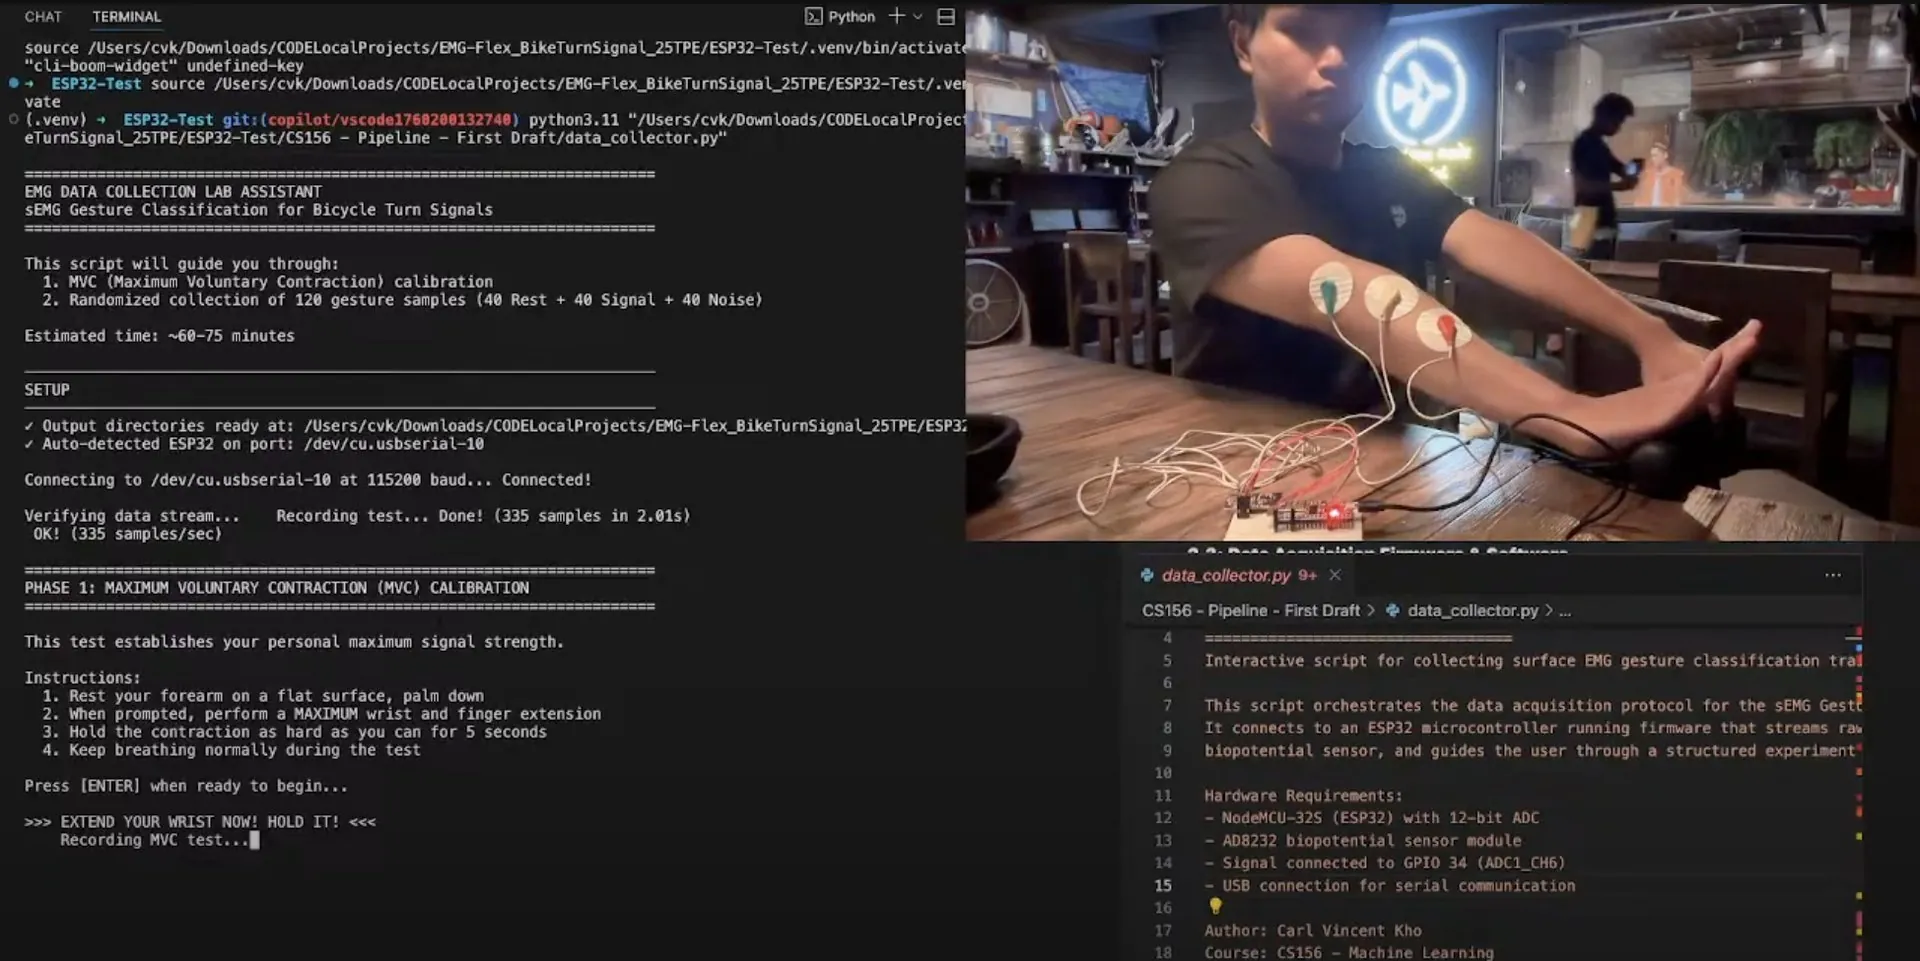 CHAT TERMINAL Python
source /Users/cvk/Downloads/CODELocalProjects/EMG-Flex_BikeTurnSignal_25TPE/ESP32-Test/.venv/bin/activate
"cli-boom-widget" undefined-key
→ ESP32-Test source /Users/cvk/Downloads/CODELocalProjects/EMG-Flex_BikeTurnSignal_25TPE/ESP32-Test/.ven
vate
(.venv) → ESP32-Test git:(copilot/vscode1760200132740) python3.11 "/Users/cvk/Downloads/CODELocalProject
eTurnSignal_25TPE/ESP32-Test/CS156 – Pipeline – First Draft/data_collector.py"
======================================================================
EMG DATA COLLECTION LAB ASSISTANT
sEMG Gesture Classification for Bicycle Turn Signals
======================================================================
This script will guide you through:
1. MVC (Maximum Voluntary Contraction) calibration
2. Randomized collection of 120 gesture samples (40 Rest + 40 Signal + 40 Noise)
Estimated time: ~60-75 minutes
SETUP
✓ Output directories ready at: /Users/cvk/Downloads/CODELocalProjects/EMG-Flex_BikeTurnSignal_25TPE/ESP32
✓ Auto-detected ESP32 on port: /dev/cu.usbserial-10
Connecting to /dev/cu.usbserial-10 at 115200 baud... Connected!
Verifying data stream... Recording test... Done! (335 samples in 2.01s)
OK! (335 samples/sec)
======================================================================
PHASE 1: MAXIMUM VOLUNTARY CONTRACTION (MVC) CALIBRATION
======================================================================
This test establishes your personal maximum signal strength.
Instructions:
1. Rest your forearm on a flat surface, palm down
2. When prompted, perform a MAXIMUM wrist and finger extension
3. Hold the contraction as hard as you can for 5 seconds
4. Keep breathing normally during the test
Press [ENTER] when ready to begin...
>>> EXTEND YOUR WRIST NOW! HOLD IT! <<<
Recording MVC test...
data_collector.py 9+
CS156 – Pipeline – First Draft > data_collector.py > ...
4 ==================================
5 Interactive script for collecting surface EMG gesture classification tra
6
7 This script orchestrates the data acquisition protocol for the sEMG Gest
8 It connects to an ESP32 microcontroller running firmware that streams raw
9 biopotential sensor, and guides the user through a structured experiment
10
11 Hardware Requirements:
12 – NodeMCU-32S (ESP32) with 12-bit ADC
13 – AD8232 biopotential sensor module
14 – Signal connected to GPIO 34 (ADC1_CH6)
15 – USB connection for serial communication
16
17 Author: Carl Vincent Kho
18 Course: CS156 – Machine Learning